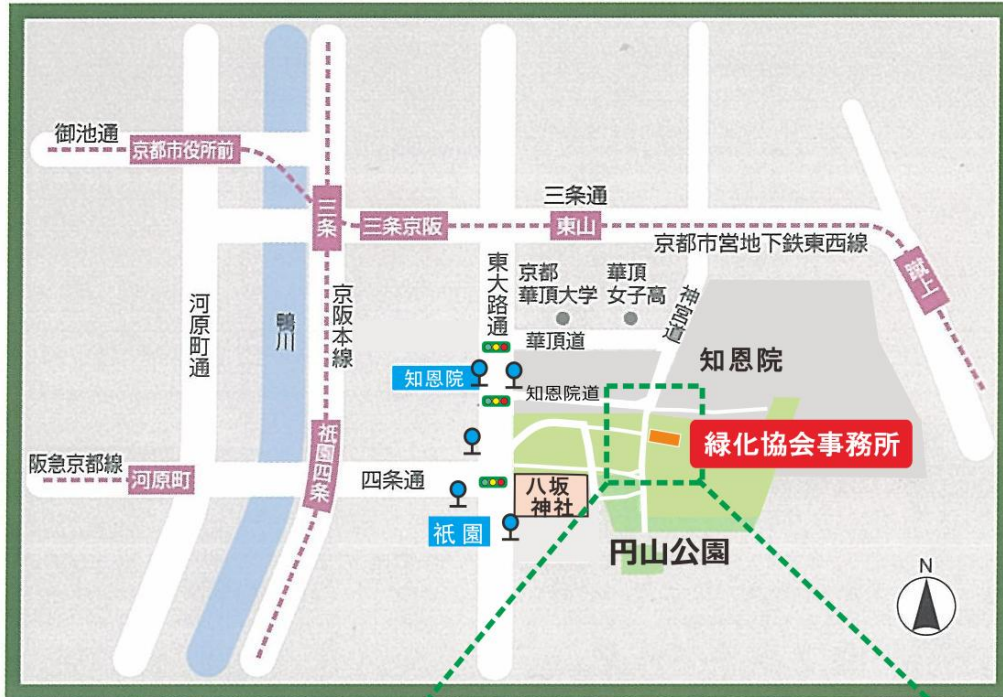 御池通
京都市役所前
三条
三条京阪
三条通
東山
京都市営地下鉄東西線
蹴上
河原町通
鴨川
京阪本線
東大路通
京都
華頂大学
華頂
女子高
神宮道
華頂道
知恩院
知恩院
知恩院道
緑化協会事務所
祇園四条
阪急京都線
河原町
四条通
八坂
神社
祇園
円山公園
N